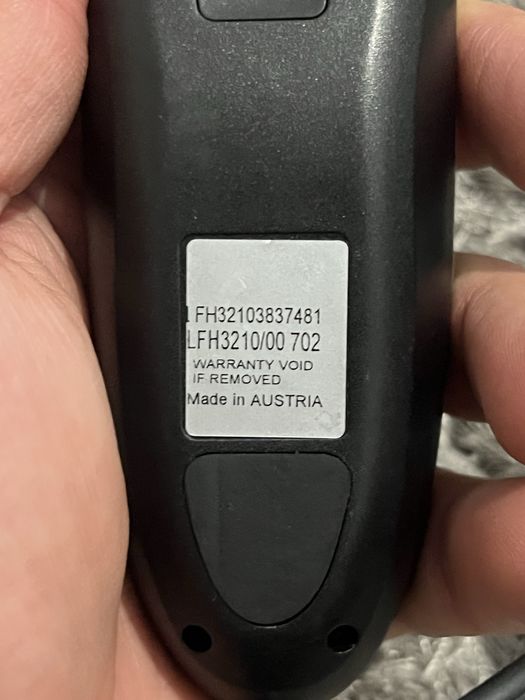 LFH32103837481
LFH3210/00 702
WARRANTY VOID
IF REMOVED
Made in AUSTRIA